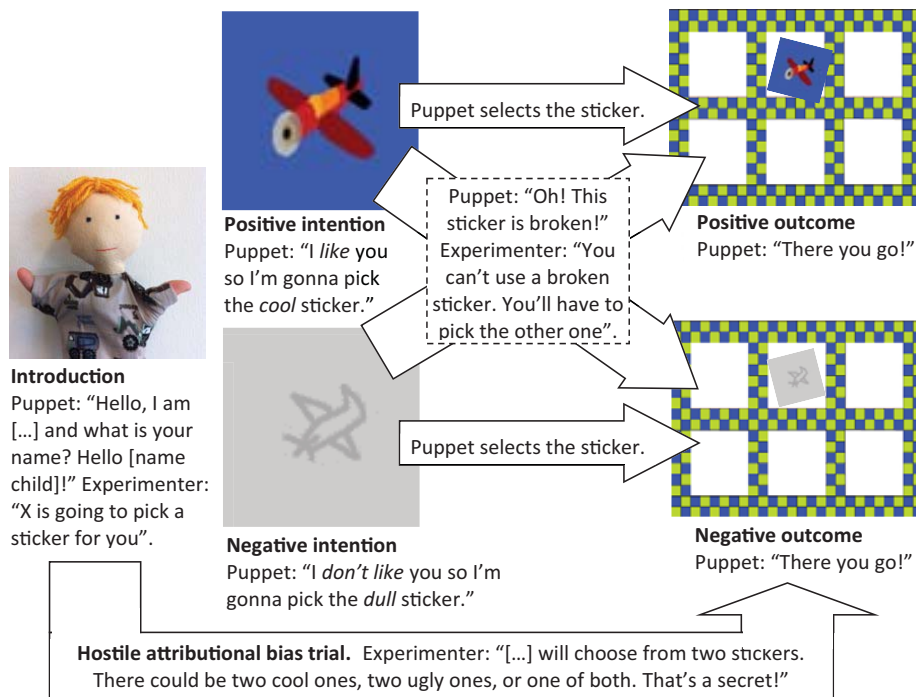 Puppet selects the sticker.
Positive intention
Puppet: “I like you
so I’m gonna pick
the cool sticker.”
Puppet: “Oh! This
sticker is broken!”
Experimenter: “You
can’t use a broken
sticker. You’ll have to
pick the other one”.
Positive outcome
Puppet: “There you go!”
Introduction
Puppet: “Hello, I am
[...] and what is your
name? Hello [name
child]!” Experimenter:
“X is going to pick a
sticker for you”.
Puppet selects the sticker.
Negative intention
Puppet: “I don’t like you so I’m
gonna pick the dull sticker.”
Negative outcome
Puppet: “There you go!”
Hostile attributional bias trial. Experimenter: “[...] will choose from two stickers.
There could be two cool ones, two ugly ones, or one of both. That’s a secret!”